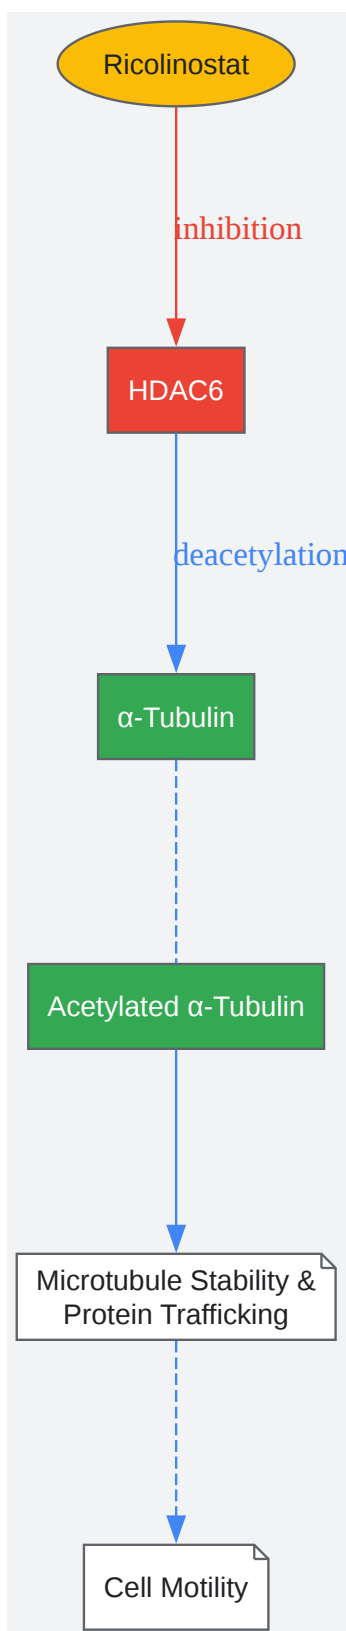 Ricolinostat
inhibition
HDAC6
deacetylation
α-Tubulin
Acetylated α-Tubulin
Microtubule Stability &
Protein Trafficking
Cell Motility